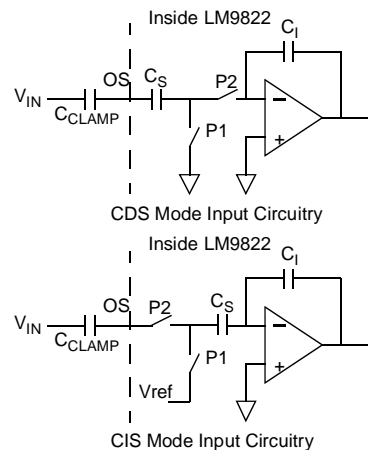 Inside LM9822
C_I
OS C_S
P2
V_IN
C_CLAMP
P1
−
+
CDS Mode Input Circuitry
Inside LM9822
C_I
OS
P2 C_S
V_IN
C_CLAMP
P1
−
+
Vref
CIS Mode Input Circuitry